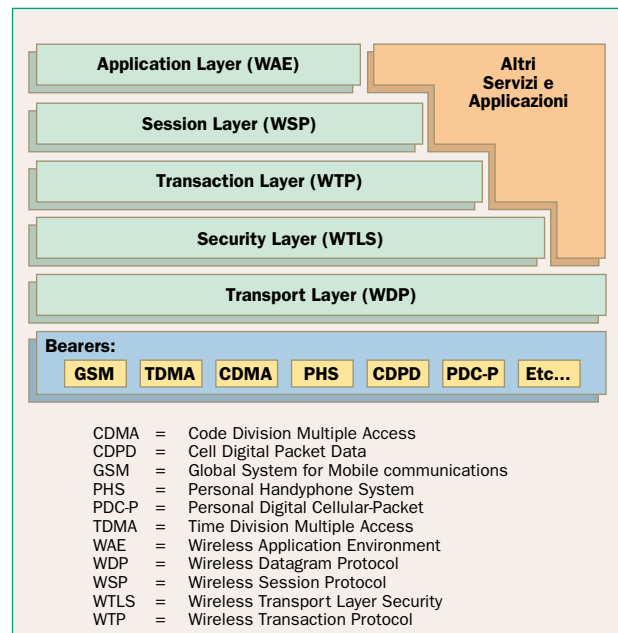 Application Layer (WAE)
Altri
Servizi e
Applicazioni
Session Layer (WSP)
Transaction Layer (WTP)
Security Layer (WTLS)
Transport Layer (WDP)
Bearers:
GSM TDMA CDMA PHS CDPD PDC-P Etc...
CDMA = Code Division Multiple Access
CDPD = Cell Digital Packet Data
GSM = Global System for Mobile communications
PHS = Personal Handyphone System
PDC-P = Personal Digital Cellular-Packet
TDMA = Time Division Multiple Access
WAE = Wireless Application Environment
WDP = Wireless Datagram Protocol
WSP = Wireless Session Protocol
WTLS = Wireless Transport Layer Security
WTP = Wireless Transaction Protocol